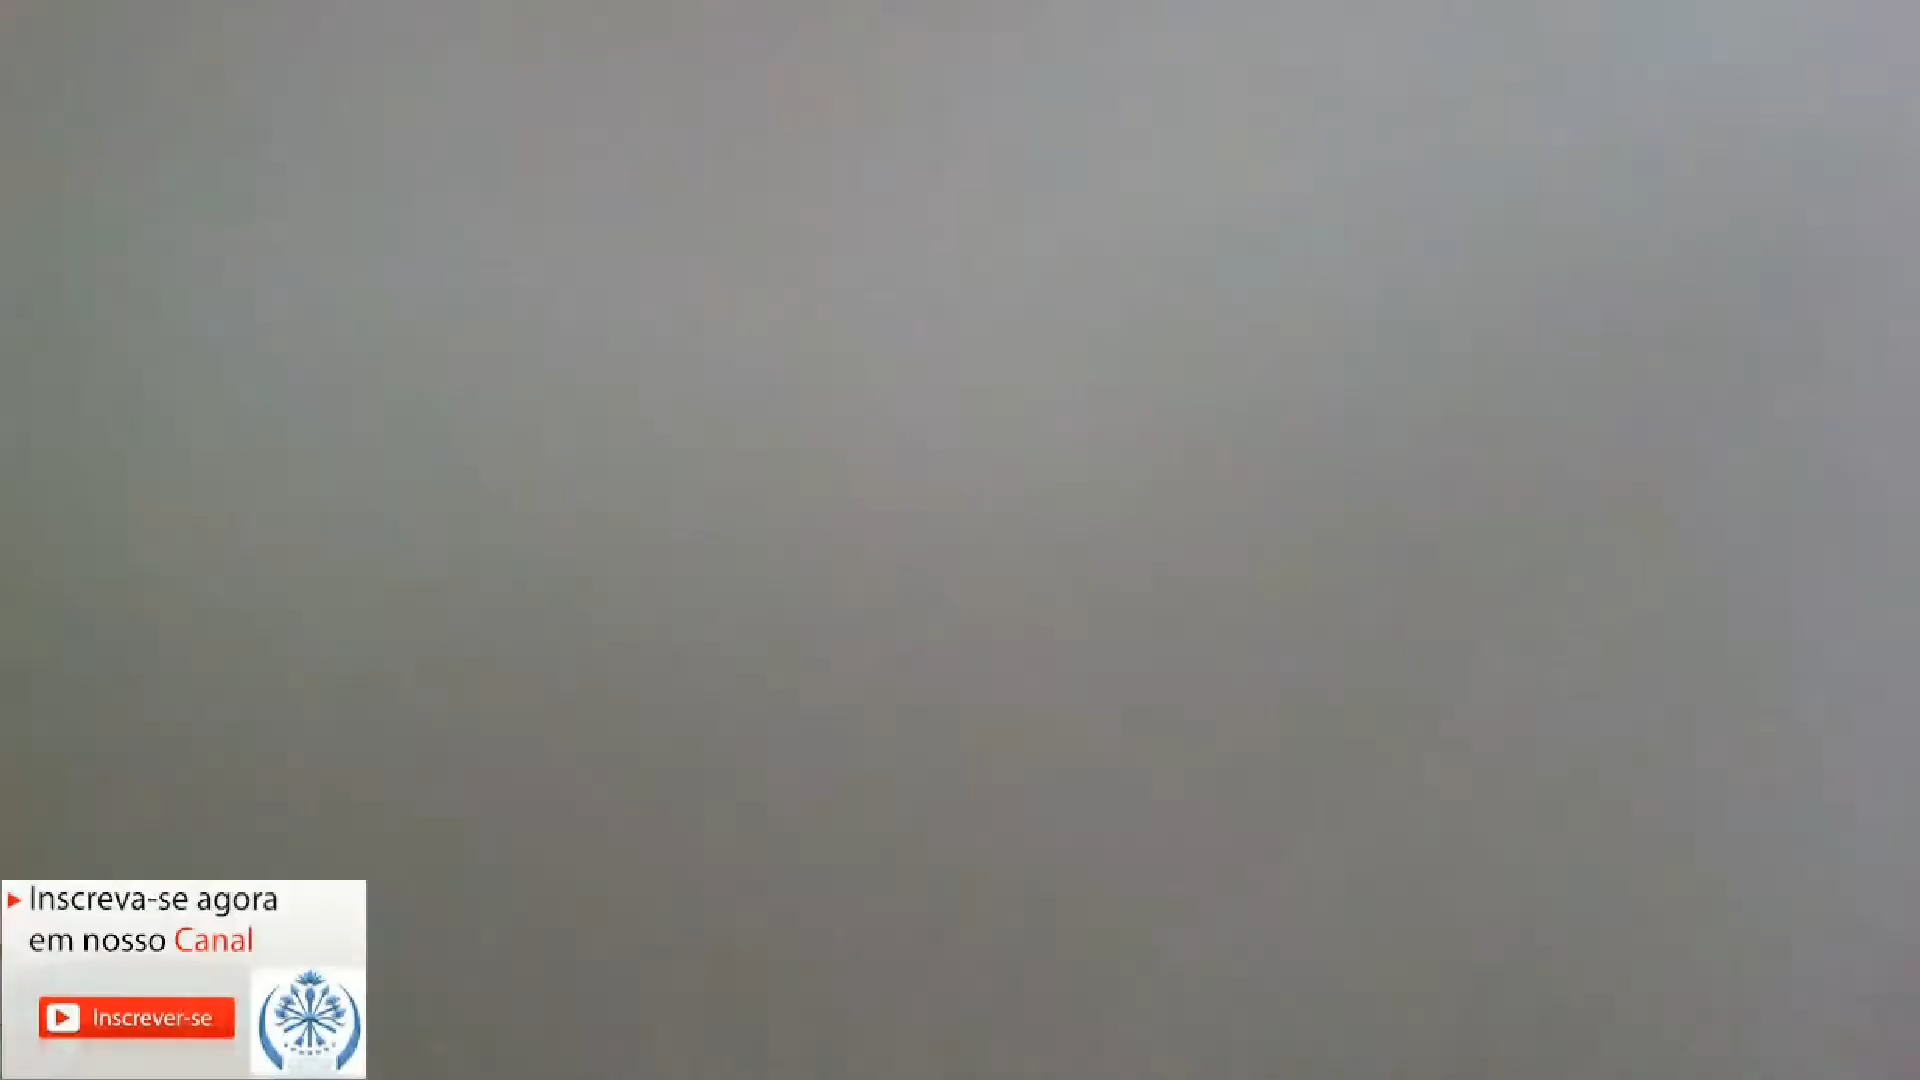 Inscreva-se agora
em nosso Canal
Inscrever-se